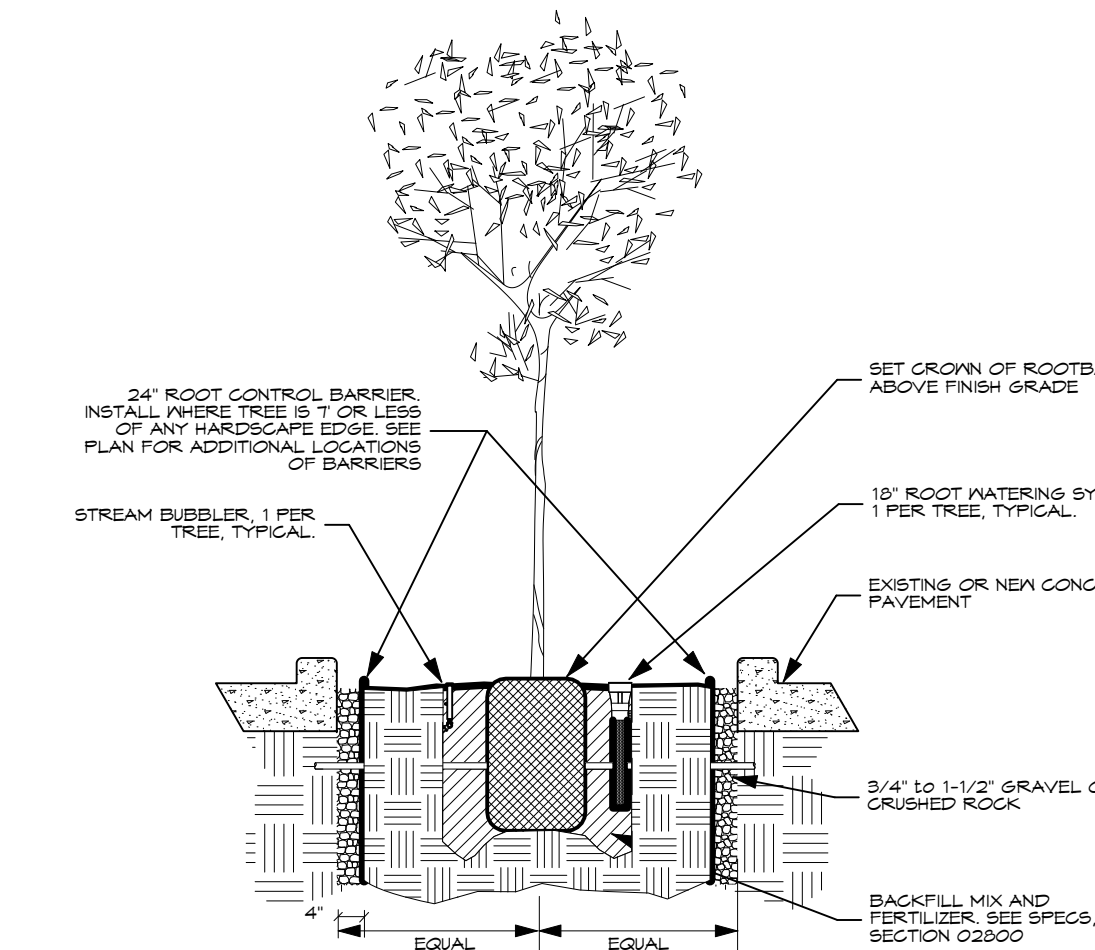 24" ROOT CONTROL BARRIER.
INSTALL WHERE TREE IS 7' OR LESS
OF ANY HARDSCAPE EDGE. SEE
PLAN FOR ADDITIONAL LOCATIONS
OF BARRIERS
STREAM BUBBLER, 1 PER
TREE, TYPICAL.
SET CROWN OF
ABOVE FINISH GRADE
18" ROOT WATERING
1 PER TREE, TYPICAL.
EXISTING OR NEW
PAVEMENT
3/4" to 1-1/2" GRAVEL
CRUSHED ROCK
BACKFILL MIX AND
FERTILIZER. SEE SPECS,
SECTION 02800
4"
EQUAL
EQUAL